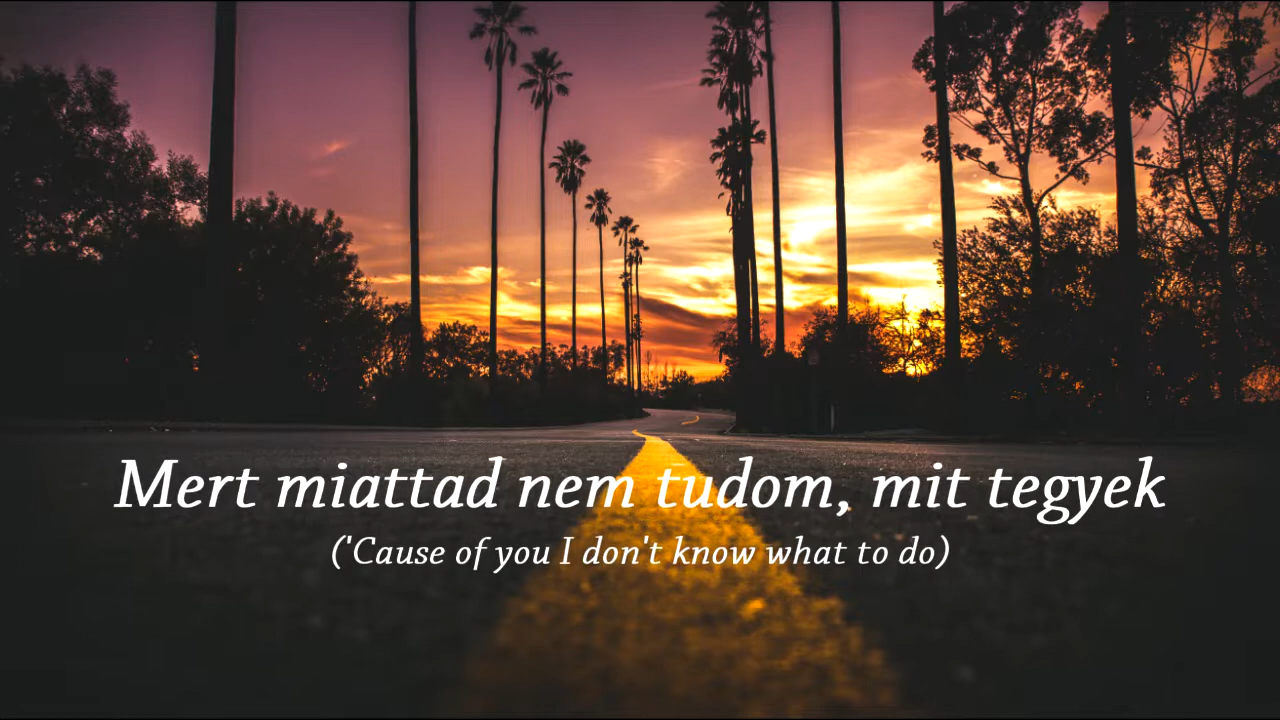 Mert miattad nem tudom, mit tegyek
('Cause of you I don't know what to do)